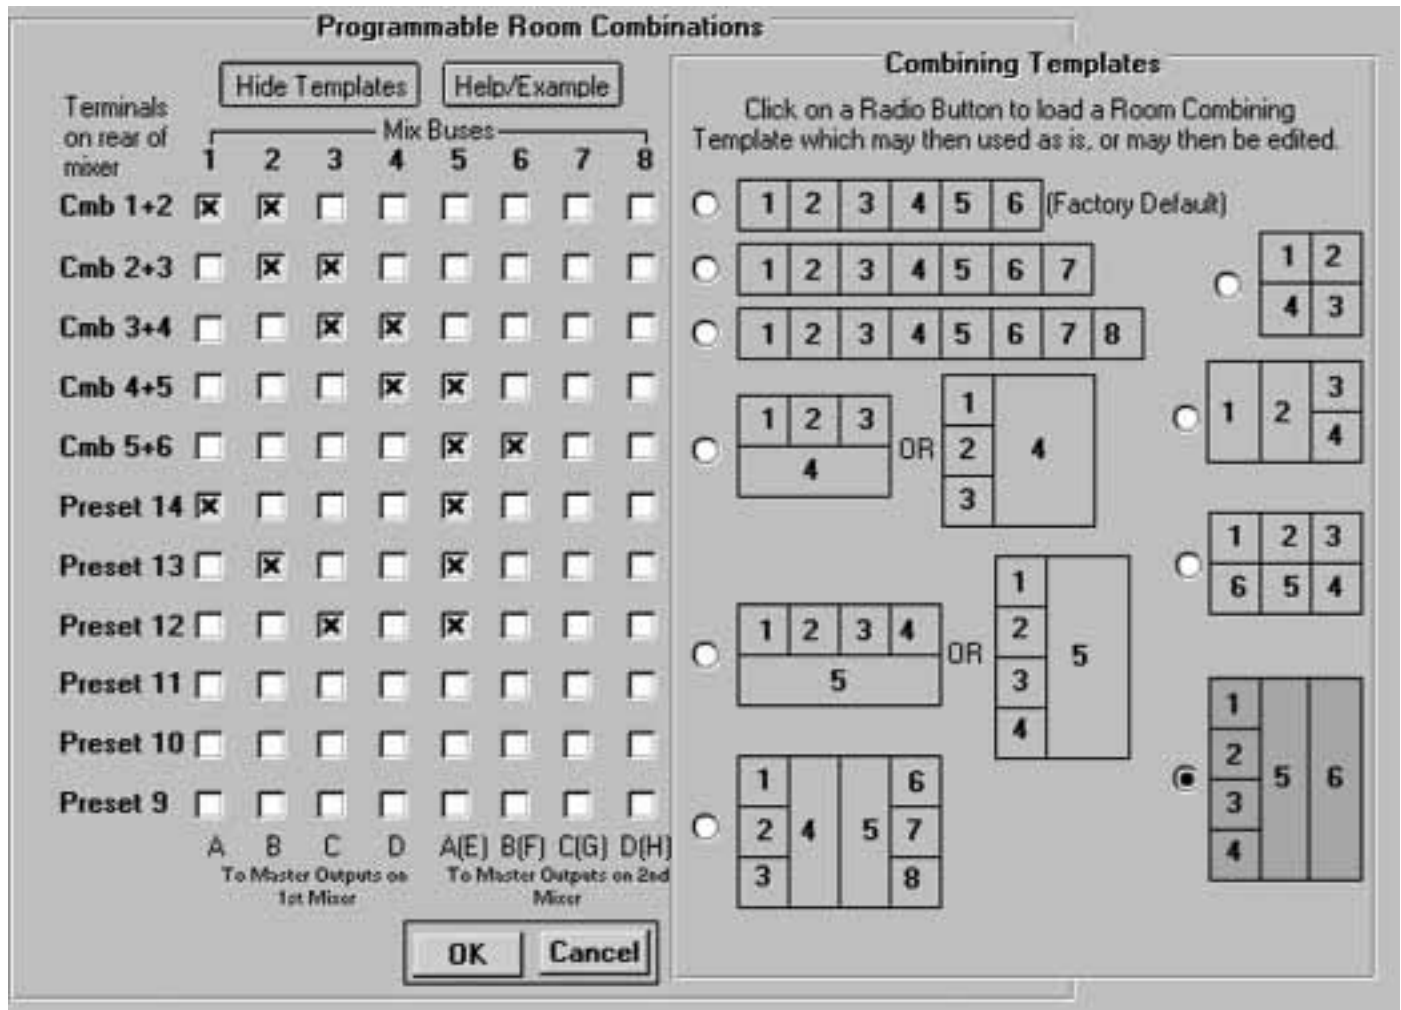 Programmable Room Combinations
Hide Templates
Help/Example
Terminals
on rear of
mixer
Mix Buses
1 2 3 4 5 6 7 8
Cmb 1+2
Cmb 2+3
Cmb 3+4
Cmb 4+5
Cmb 5+6
Preset 14
Preset 13
Preset 12
Preset 11
Preset 10
Preset 9
A B C D A(E) B(F) C(G) D(H)
To Master Outputs on
1st Mixer
To Master Outputs on 2nd
Mixer
OK
Cancel
Combining Templates
Click on a Radio Button to load a Room Combining
Template which may then used as is, or may then be edited.
1 2 3 4 5 6 (Factory Default)
1 2 3 4 5 6 7
1 2 3 4 5 6 7 8
1 2 3
4
OR
1
2
3
4
1 2 3 4
5
OR
1
2
3
4
5
1
2
3
4
5
6
7
8
1 2
4 3
1
2
3
4
1 2 3
6 5 4
1
2
3
4
5
6